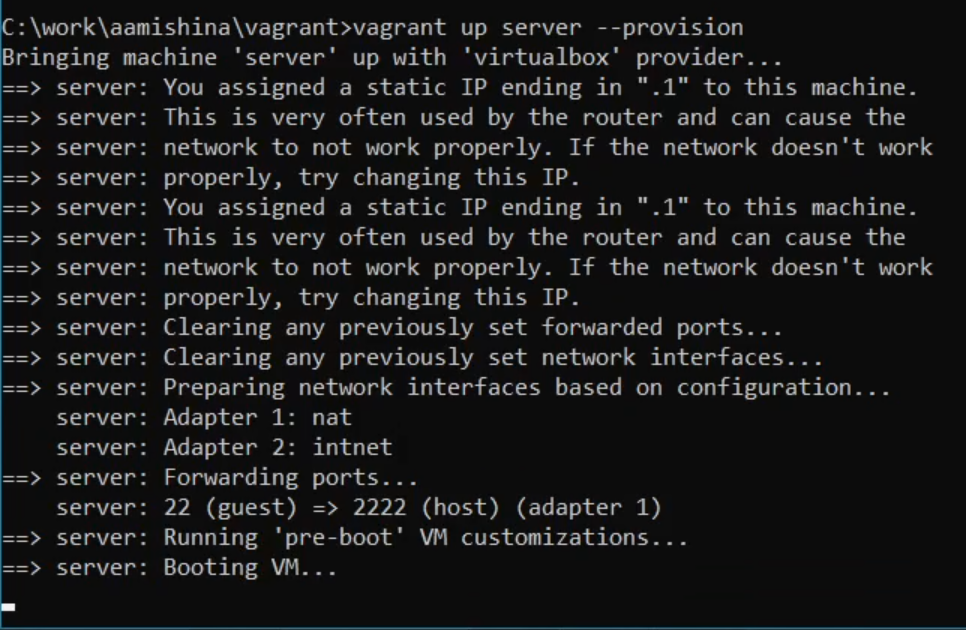 C:\work\aamishina\vagrant>vagrant up server --provision
Bringing machine 'server' up with 'virtualbox' provider...
==> server: You assigned a static IP ending in ".1" to this machine.
==> server: This is very often used by the router and can cause the
==> server: network to not work properly. If the network doesn't work
==> server: properly, try changing this IP.
==> server: You assigned a static IP ending in ".1" to this machine.
==> server: This is very often used by the router and can cause the
==> server: network to not work properly. If the network doesn't work
==> server: properly, try changing this IP.
==> server: Clearing any previously set forwarded ports...
==> server: Clearing any previously set network interfaces...
==> server: Preparing network interfaces based on configuration...
    server: Adapter 1: nat
    server: Adapter 2: intnet
==> server: Forwarding ports...
    server: 22 (guest) => 2222 (host) (adapter 1)
==> server: Running 'pre-boot' VM customizations...
==> server: Booting VM...